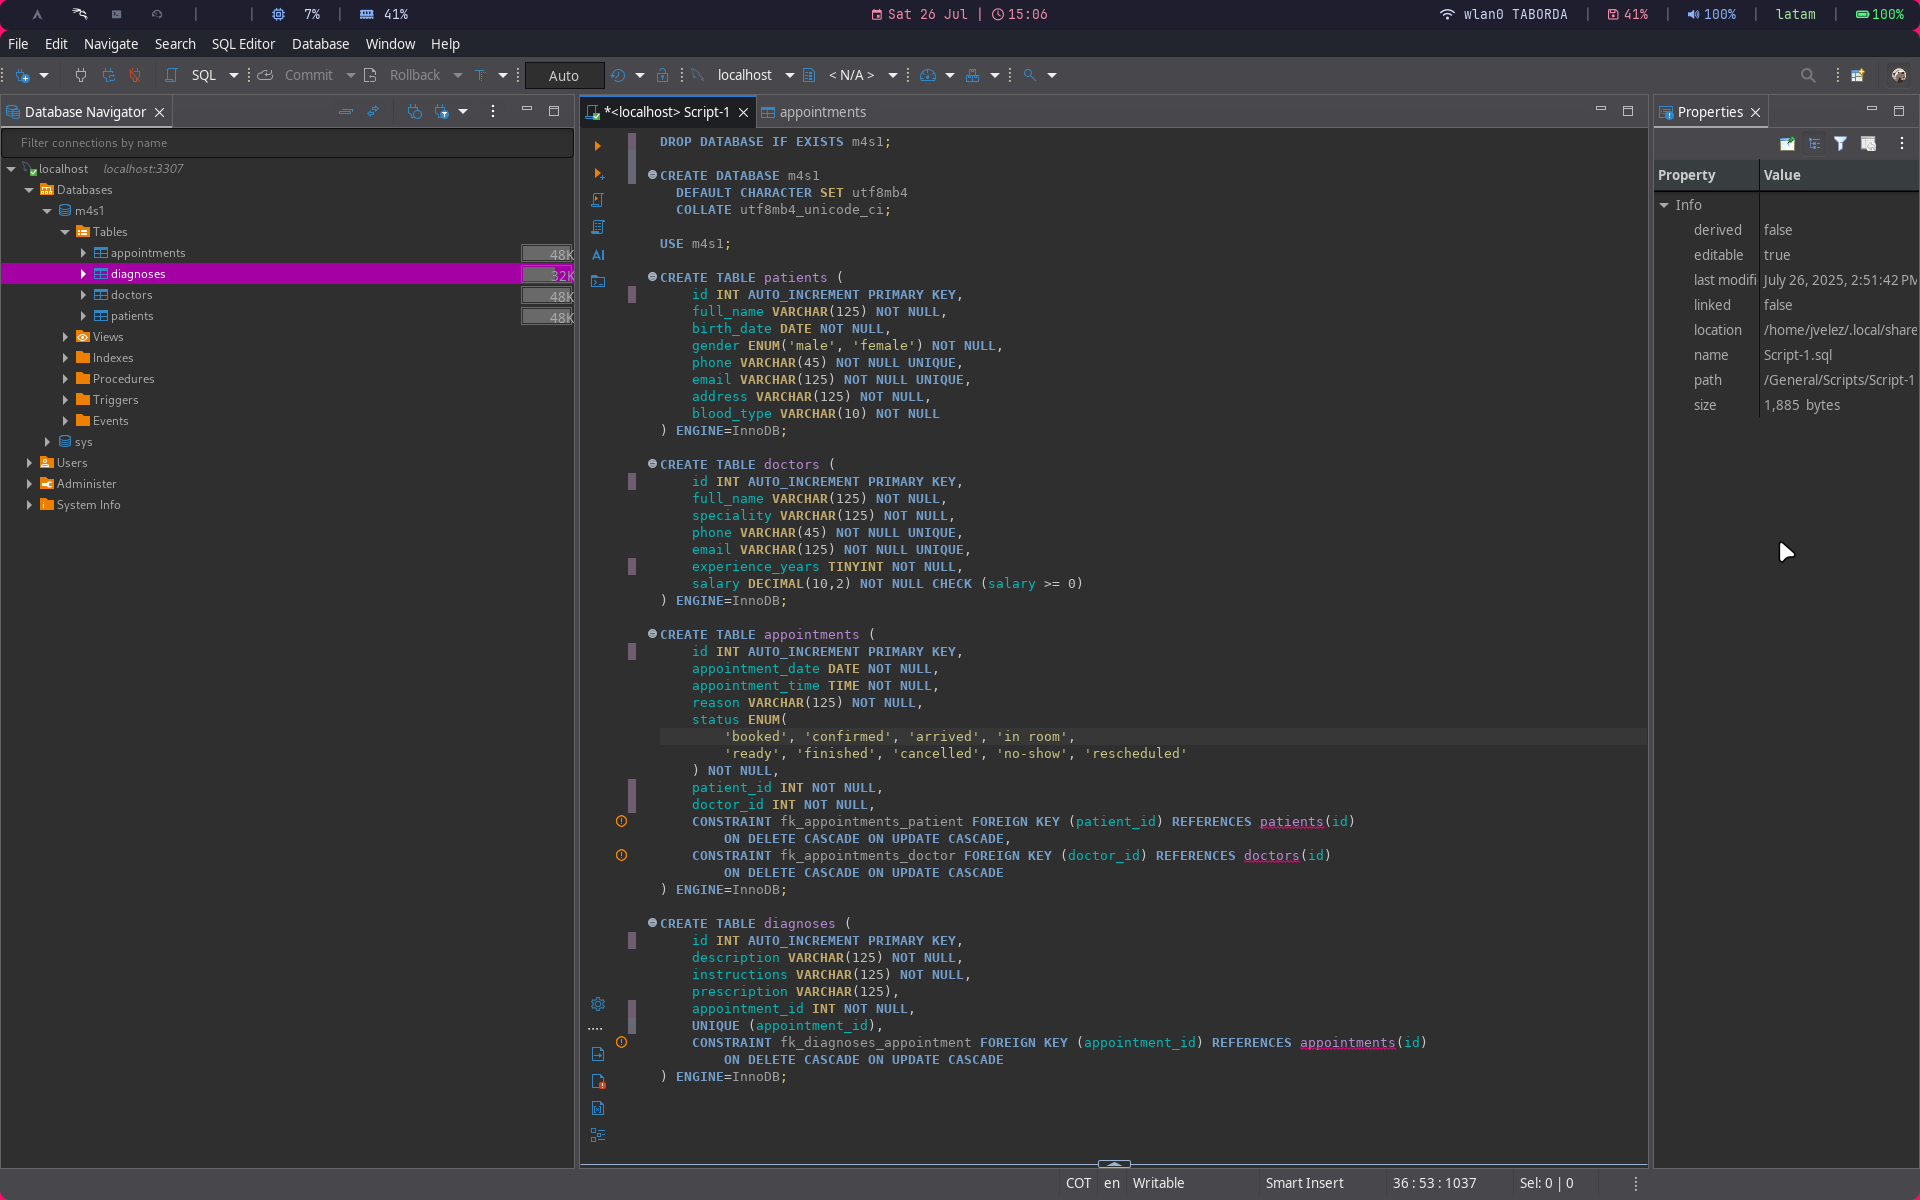 7% | 41%
Sat 26 Jul | 15:06
wlan0 TABORDA | 41% | 100% | latam | 100%
File Edit Navigate Search SQL Editor Database Window Help
SQL Commit Rollback T Auto localhost < N/A >
Database Navigator
*<localhost> Script-1
appointments
Properties
Filter connections by name
localhost localhost:3307
Databases
m4s1
Tables
appointments 48K
diagnoses 32K
doctors 48K
patients 48K
Views
Indexes
Procedures
Triggers
Events
sys
Users
Administer
System Info
AI
DROP DATABASE IF EXISTS m4s1;
CREATE DATABASE m4s1
DEFAULT CHARACTER SET utf8mb4
COLLATE utf8mb4_unicode_ci;
USE m4s1;
CREATE TABLE patients (
id INT AUTO_INCREMENT PRIMARY KEY,
full_name VARCHAR(125) NOT NULL,
birth_date DATE NOT NULL,
gender ENUM('male', 'female') NOT NULL,
phone VARCHAR(45) NOT NULL UNIQUE,
email VARCHAR(125) NOT NULL UNIQUE,
address VARCHAR(125) NOT NULL,
blood_type VARCHAR(10) NOT NULL
) ENGINE=InnoDB;
CREATE TABLE doctors (
id INT AUTO_INCREMENT PRIMARY KEY,
full_name VARCHAR(125) NOT NULL,
speciality VARCHAR(125) NOT NULL,
phone VARCHAR(45) NOT NULL UNIQUE,
email VARCHAR(125) NOT NULL UNIQUE,
experience_years TINYINT NOT NULL,
salary DECIMAL(10,2) NOT NULL CHECK (salary >= 0)
) ENGINE=InnoDB;
CREATE TABLE appointments (
id INT AUTO_INCREMENT PRIMARY KEY,
appointment_date DATE NOT NULL,
appointment_time TIME NOT NULL,
reason VARCHAR(125) NOT NULL,
status ENUM(
'booked', 'confirmed', 'arrived', 'in room',
'ready', 'finished', 'cancelled', 'no-show', 'rescheduled'
) NOT NULL,
patient_id INT NOT NULL,
doctor_id INT NOT NULL,
CONSTRAINT fk_appointments_patient FOREIGN KEY (patient_id) REFERENCES patients(id)
ON DELETE CASCADE ON UPDATE CASCADE,
CONSTRAINT fk_appointments_doctor FOREIGN KEY (doctor_id) REFERENCES doctors(id)
ON DELETE CASCADE ON UPDATE CASCADE
) ENGINE=InnoDB;
CREATE TABLE diagnoses (
id INT AUTO_INCREMENT PRIMARY KEY,
description VARCHAR(125) NOT NULL,
instructions VARCHAR(125) NOT NULL,
prescription VARCHAR(125),
appointment_id INT NOT NULL,
UNIQUE (appointment_id),
CONSTRAINT fk_diagnoses_appointment FOREIGN KEY (appointment_id) REFERENCES appointments(id)
ON DELETE CASCADE ON UPDATE CASCADE
) ENGINE=InnoDB;
Property Value
Info
derived false
editable true
last modifi July 26, 2025, 2:51:42 PM
linked false
location /home/jvelez/.local/share
name Script-1.sql
path /General/Scripts/Script-1
size 1,885 bytes
COT en Writable Smart Insert 36 : 53 : 1037 Sel: 0 | 0